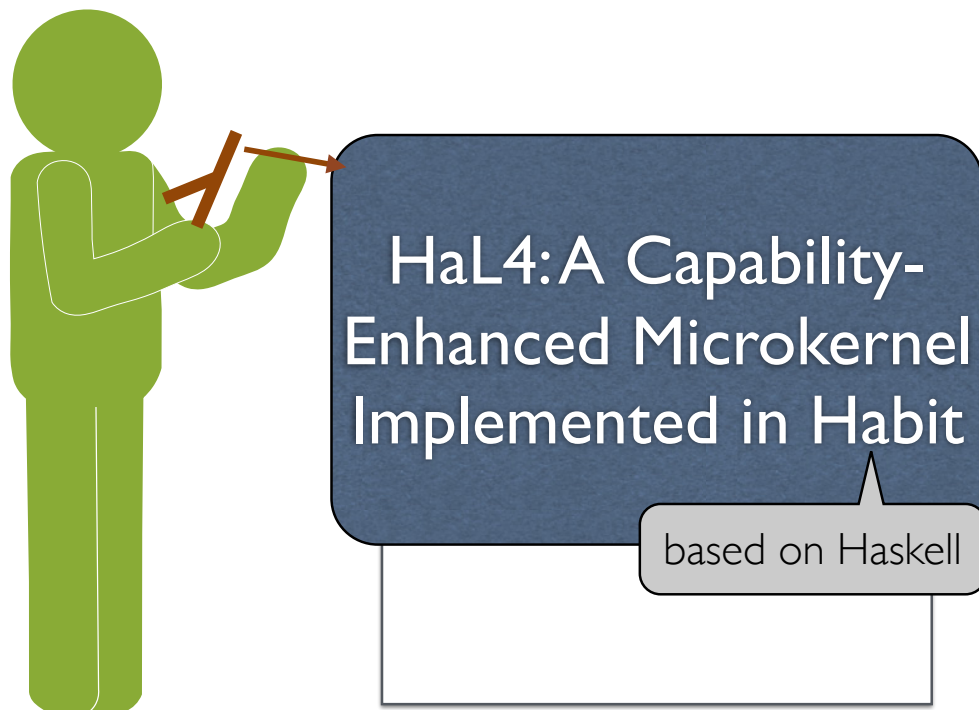 HaL4: A Capability-
Enhanced Microkernel
Implemented in Habit
based on Haskell